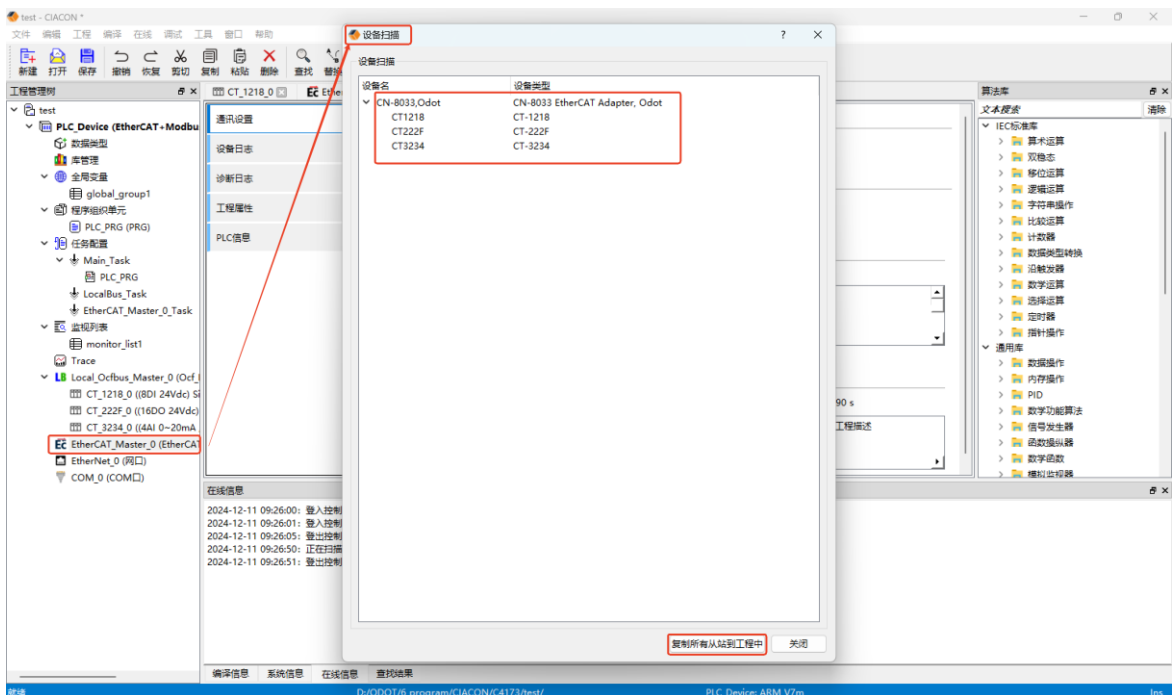 test - CIACON *
文件 编辑 工程 编译 在线 调试 工具 窗口 帮助
新建 打开 保存 撤销 恢复 剪切 复制 粘贴 删除 查找 替换
工程管理树
test
PLC_Device (EtherCAT+Modbu
数据类型
库管理
全局变量
global_group1
程序组织单元
PLC_PRG (PRG)
任务配置
Main_Task
PLC_PRG
LocalBus_Task
EtherCAT_Master_0_Task
监视列表
monitor_list1
Trace
Local_Ocfbus_Master_0 (Ocf_
CT_1218_0 ((8DI 24Vdc) Si
CT_222F_0 ((16DO 24Vdc)
CT_3234_0 ((4AI 0~20mA
EtherCAT_Master_0 (EtherCAT
EtherNet_0 (网口)
COM_0 (COM口)
CT_1218_0
Ethe
通讯设置
设备日志
诊断日志
工程属性
PLC信息
设备扫描
?
设备扫描
设备名 设备类型
CN-8033,Odot CN-8033 EtherCAT Adapter, Odot
CT1218 CT-1218
CT222F CT-222F
CT3234 CT-3234
复制所有从站到工程中 关闭
90 s
工程描述
算法库
文本搜索 清除
IEC标准库
算术运算
双稳态
移位运算
逻辑运算
字符串操作
比较运算
计数器
数据类型转换
沿触发器
数学运算
选择运算
定时器
指针操作
通用库
数据操作
内存操作
PID
数学功能算法
信号发生器
函数操纵器
数学函数
模拟监视器
在线信息
2024-12-11 09:26:00: 登入控制
2024-12-11 09:26:01: 登入控制
2024-12-11 09:26:05: 登出控制
2024-12-11 09:26:50: 正在扫描
2024-12-11 09:26:51: 登出控制
编译信息 系统信息 在线信息 查找结果
就绪 D:/ODOT/6 program/CIACON/C4173/test/ PLC Device: ARM V7m Ins